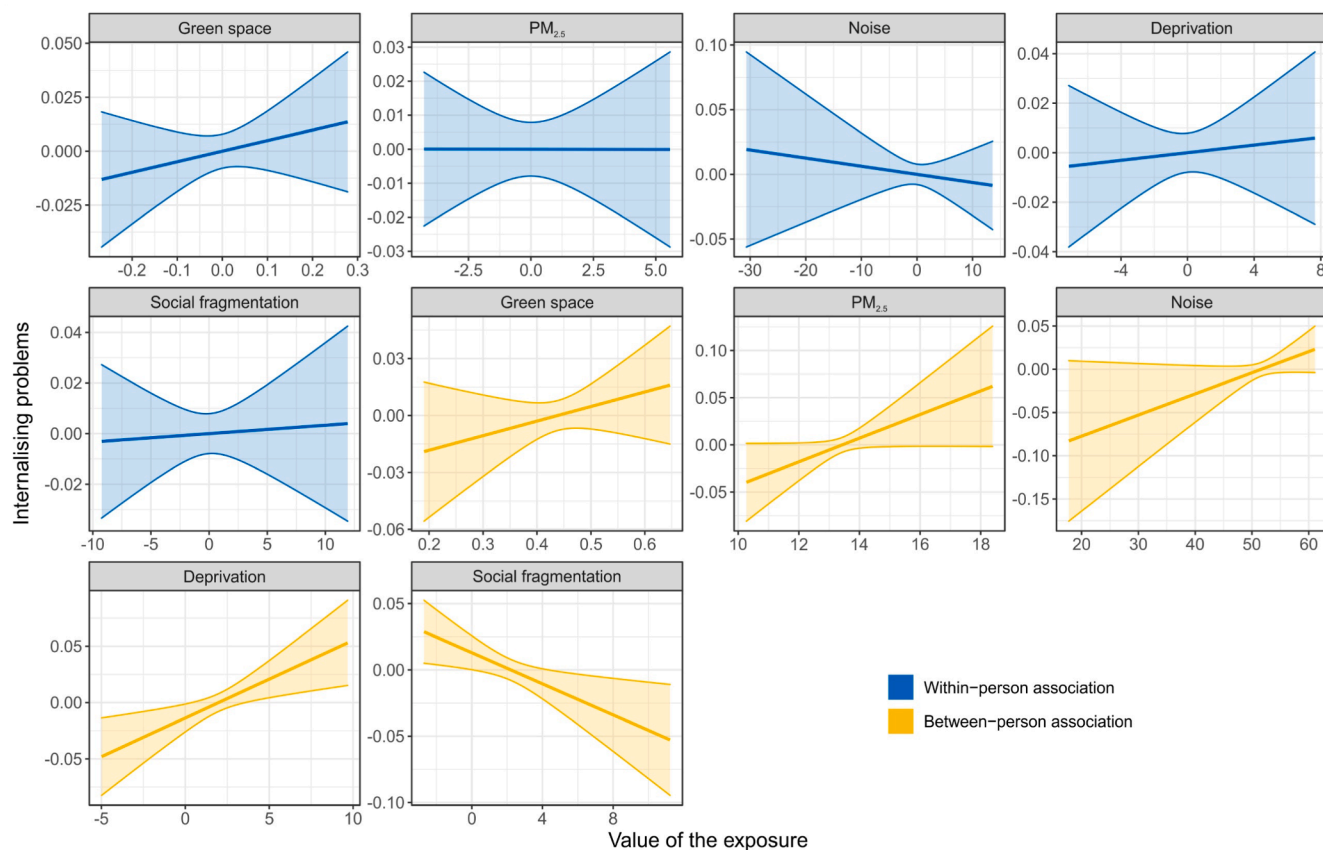 Green space
PM2.5
Noise
Deprivation
0.050
0.025
0.000
-0.025
-0.2 -0.1 0.0 0.1 0.2 0.3
0.03
0.02
0.01
0.00
-0.01
-0.02
-0.03
-2.5 0.0 2.5 5.0
0.10
0.05
0.00
-0.05
-30 -20 -10 0 10
0.04
0.02
0.00
-0.02
-0.04
-4 0 4 8
Social fragmentation
Green space
PM2.5
Noise
0.04
0.02
0.00
-0.02
-10 -5 0 5 10
0.03
0.00
-0.03
-0.06
0.2 0.3 0.4 0.5 0.6
0.10
0.05
0.00
-0.05
10 12 14 16 18
0.05
0.00
-0.05
-0.10
-0.15
20 30 40 50 60
Deprivation
Social fragmentation
0.05
0.00
-0.05
-5 0 5 10
0.05
0.00
-0.05
-0.10
0 4 8
Internalising problems
Value of the exposure
Within−person association
Between−person association